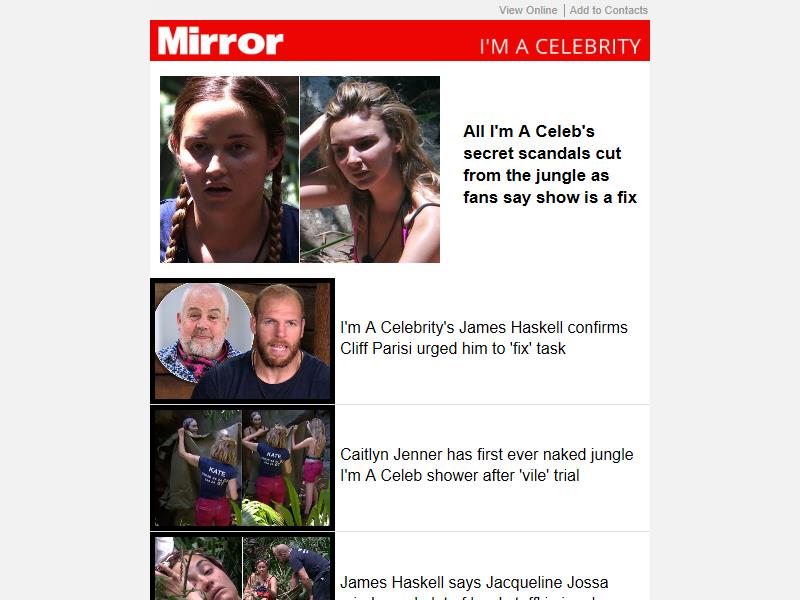 View Online | Add to Contacts
Mirror
I'M A CELEBRITY
All I'm A Celeb's
secret scandals cut
from the jungle as
fans say show is a fix
I'm A Celebrity's James Haskell confirms
Cliff Parisi urged him to 'fix' task
Caitlyn Jenner has first ever naked jungle
I'm A Celeb shower after 'vile' trial
KATE
KATE
James Haskell says Jacqueline Jossa